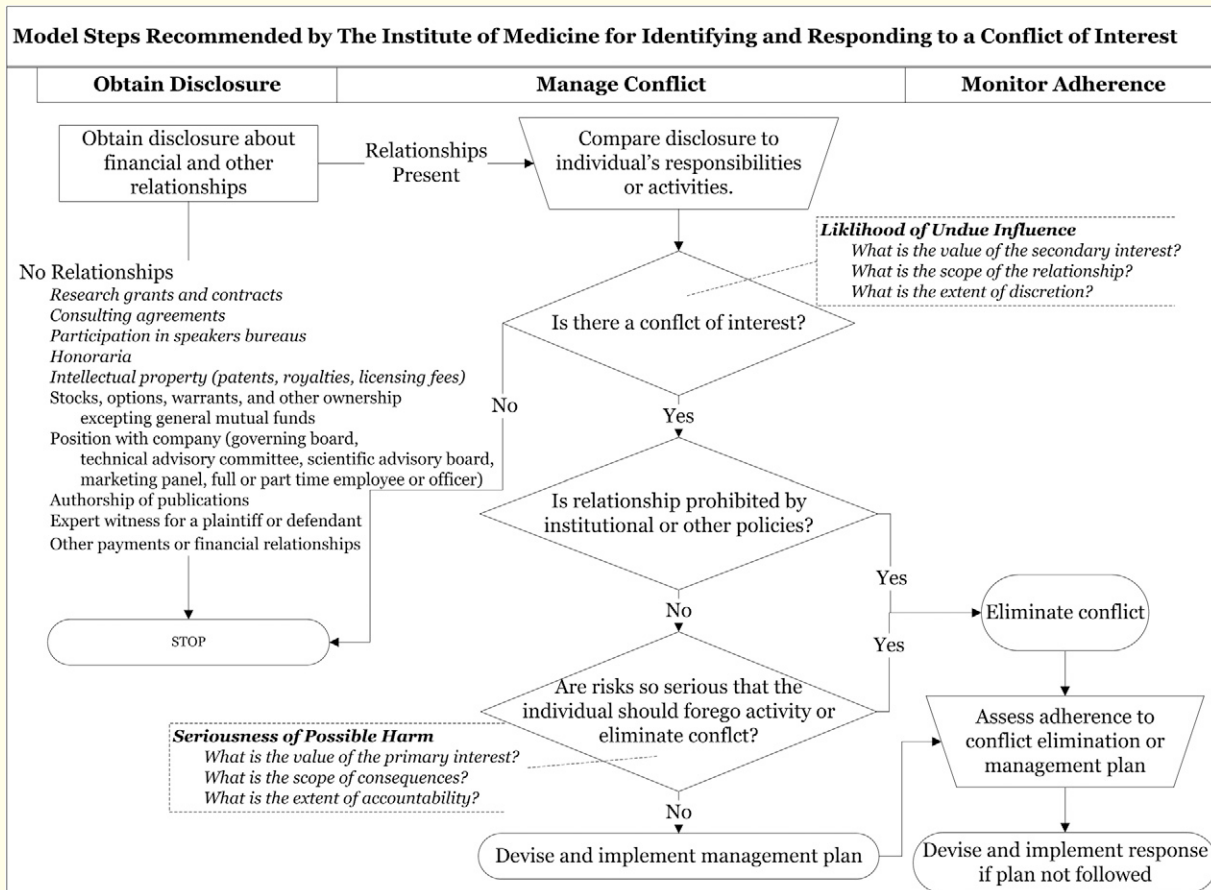 Model Steps Recommended by The Institute of Medicine for Identifying and Responding to a Conflict of Interest
Obtain Disclosure
Manage Conflict
Monitor Adherence
Obtain disclosure about
financial and other
relationships
Relationships
Present
Compare disclosure to
individual's responsibilities
or activities.
Liklihood of Undue Influence
What is the value of the secondary interest?
What is the scope of the relationship?
What is the extent of discretion?
No Relationships
Research grants and contracts
Consulting agreements
Participation in speakers bureaus
Honoraria
Intellectual property (patents, royalties, licensing fees)
Stocks, options, warrants, and other ownership
excepting general mutual funds
Position with company (governing board,
technical advisory committee, scientific advisory board,
marketing panel, full or part time employee or officer)
Authorship of publications
Expert witness for a plaintiff or defendant
Other payments or financial relationships
STOP
Is there a conflct of interest?
No
Yes
Is relationship prohibited by
institutional or other policies?
Yes
No
Eliminate conflict
Yes
Are risks so serious that the
individual should forego activity or
eliminate conflct?
Seriousness of Possible Harm
What is the value of the primary interest?
What is the scope of consequences?
What is the extent of accountability?
No
Assess adherence to
conflict elimination or
management plan
Devise and implement management plan
Devise and implement response
if plan not followed